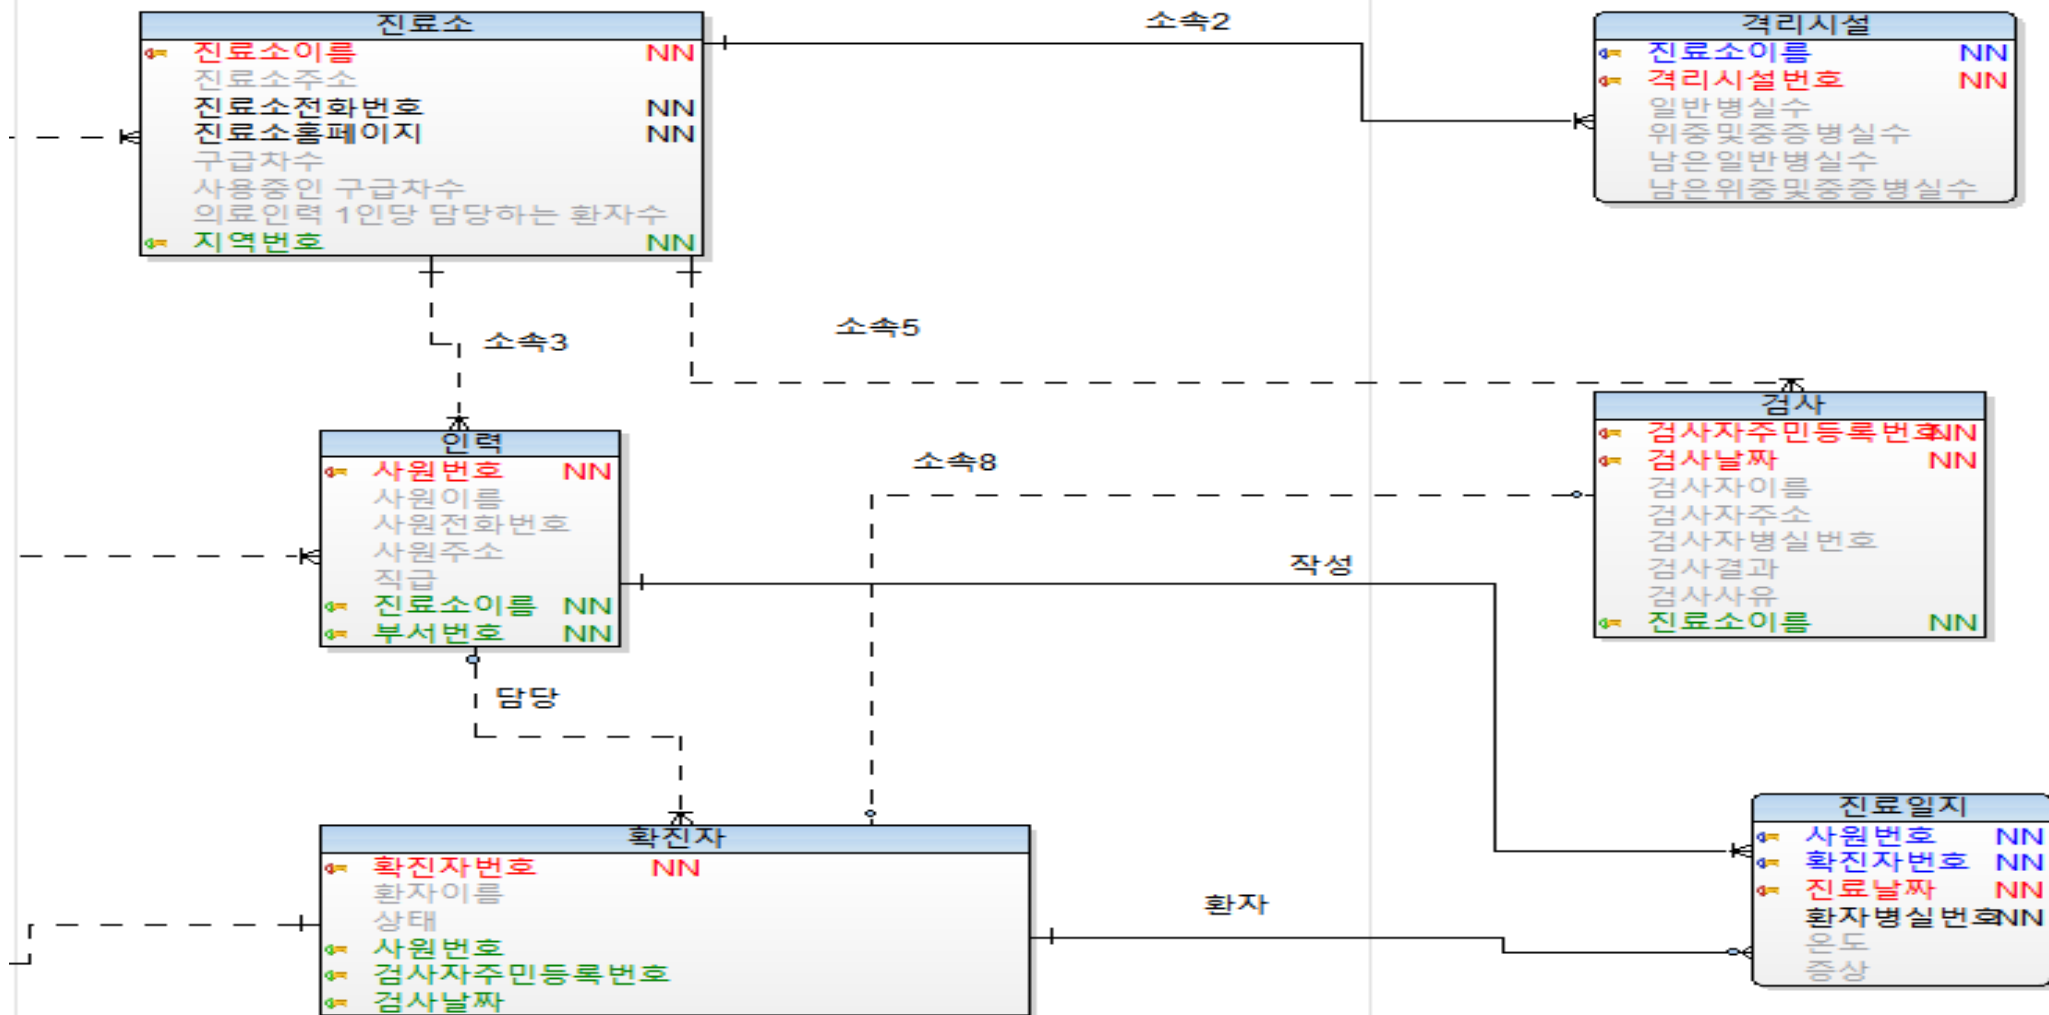 진료소
진료소이름 NN
진료소주소
진료소전화번호 NN
진료소홈페이지 NN
구급차수
사용중인 구급차수
의료인력 1인당 담당하는 환자수
지역번호 NN
소속2
격리시설
진료소이름 NN
격리시설번호 NN
일반병실수
위중및중증병실수
남은일반병실수
남은위중및중증병실수
소속3
소속5
인력
사원번호 NN
사원이름
사원전화번호
사원주소
직급
진료소이름 NN
부서번호 NN
소속8
검사
검사자주민등록번호NN
검사날짜 NN
검사자이름
검사자주소
검사자병실번호
검사결과
검사사유
진료소이름 NN
작성
담당
확진자
확진자번호 NN
환자이름
상태
사원번호
검사자주민등록번호
검사날짜
환자
진료일지
사원번호 NN
확진자번호 NN
진료날짜 NN
환자병실번호NN
온도
증상